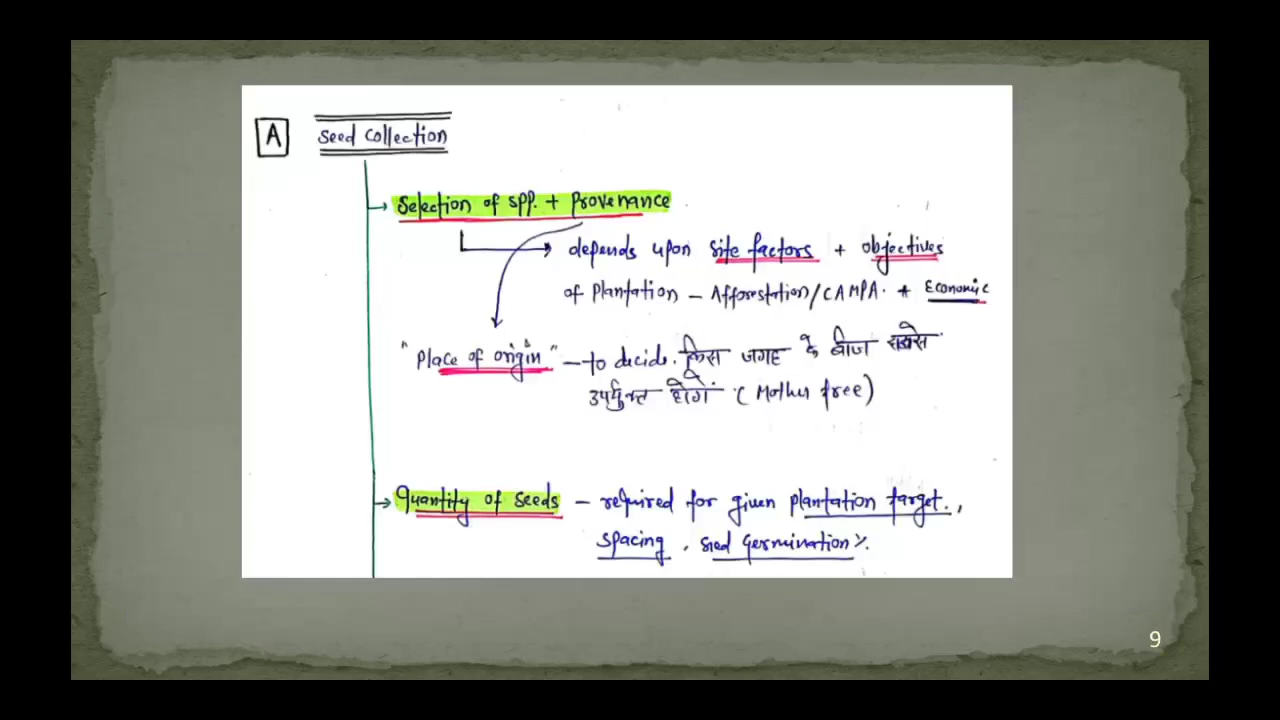 A Seed Collection
Selection of spp. + Provenance
depends upon site factors + objectives
of Plantation – Afforestation/CAMPA. + Economic
"Place of origin" – to decide. किस जगह के बीज सबसे
उपर्युक्त होंगे. (Mother tree)
Quantity of Seeds – required for given plantation target,
spacing, seed Germination %.
9